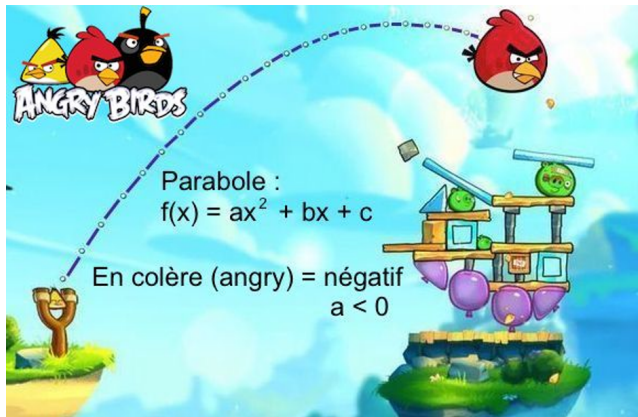 ANGRY BIRDS
Parabole :
f(x) = ax² + bx + c
En colère (angry) = négatif
a < 0